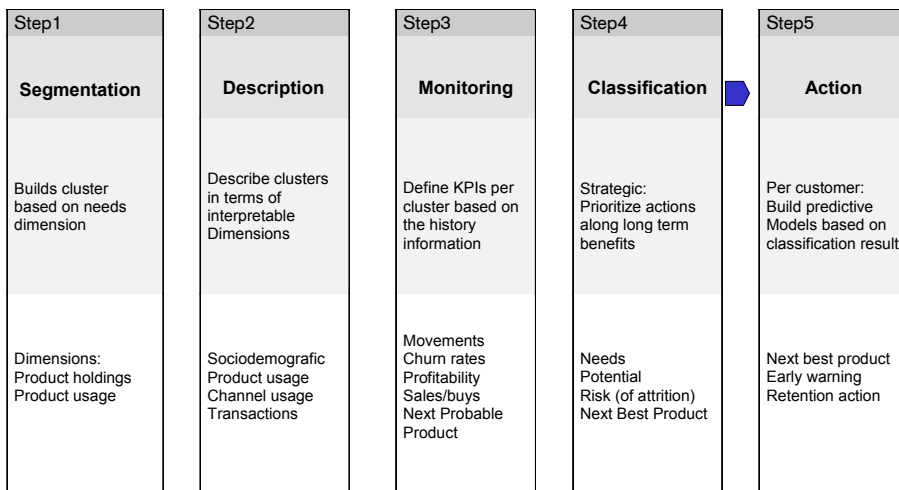 Step1
Segmentation
Builds cluster
based on needs
dimension
Dimensions:
Product holdings
Product usage
Step2
Description
Describe clusters
in terms of
interpretable
Dimensions
Sociodemografic
Product usage
Channel usage
Transactions
Step3
Monitoring
Define KPIs per
cluster based on
the history
information
Movements
Churn rates
Profitability
Sales/buys
Next Probable
Product
Step4
Classification
Strategic:
Prioritize actions
along long term
benefits
Needs
Potential
Risk (of attrition)
Next Best Product
Step5
Action
Per customer:
Build predictive
Models based on
classification result
Next best product
Early warning
Retention action